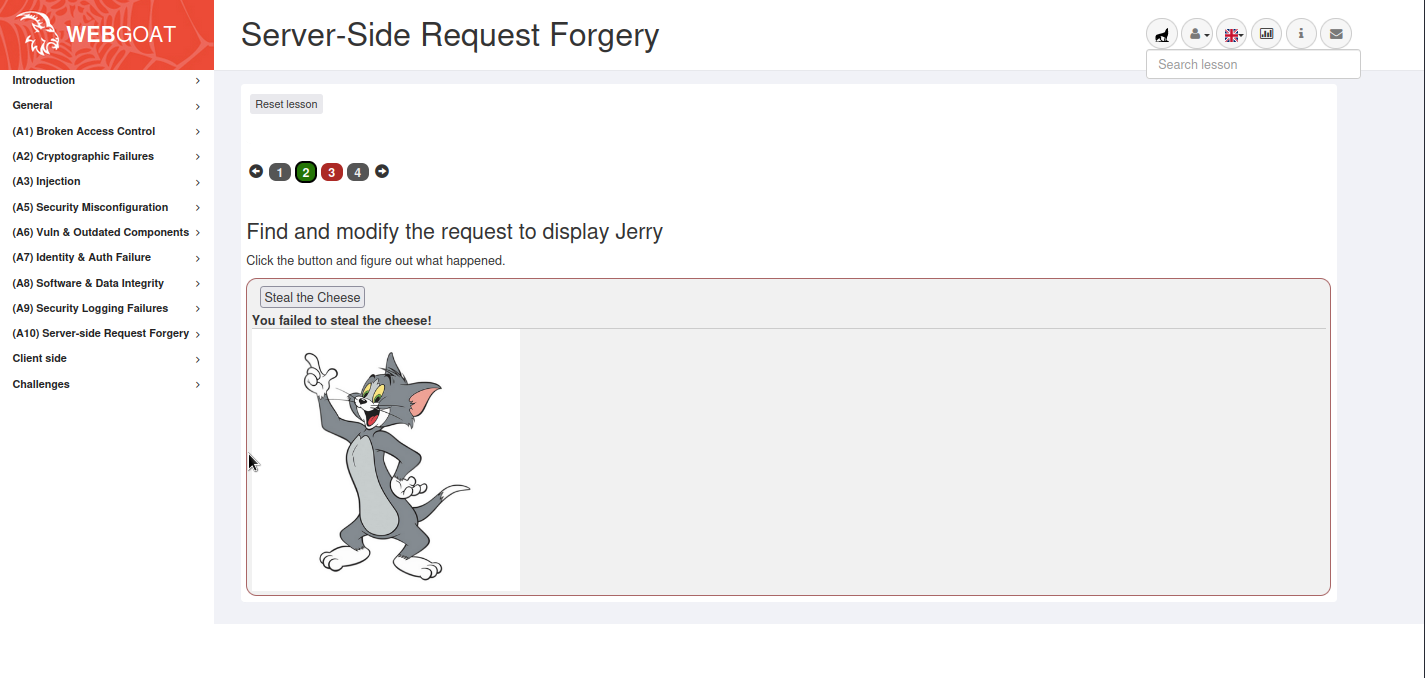 WEBGOAT
Server-Side Request Forgery
Search lesson
Introduction
General
(A1) Broken Access Control
(A2) Cryptographic Failures
(A3) Injection
(A5) Security Misconfiguration
(A6) Vuln & Outdated Components
(A7) Identity & Auth Failure
(A8) Software & Data Integrity
(A9) Security Logging Failures
(A10) Server-side Request Forgery
Client side
Challenges
Reset lesson
1 2 3 4
Find and modify the request to display Jerry
Click the button and figure out what happened.
Steal the Cheese
You failed to steal the cheese!